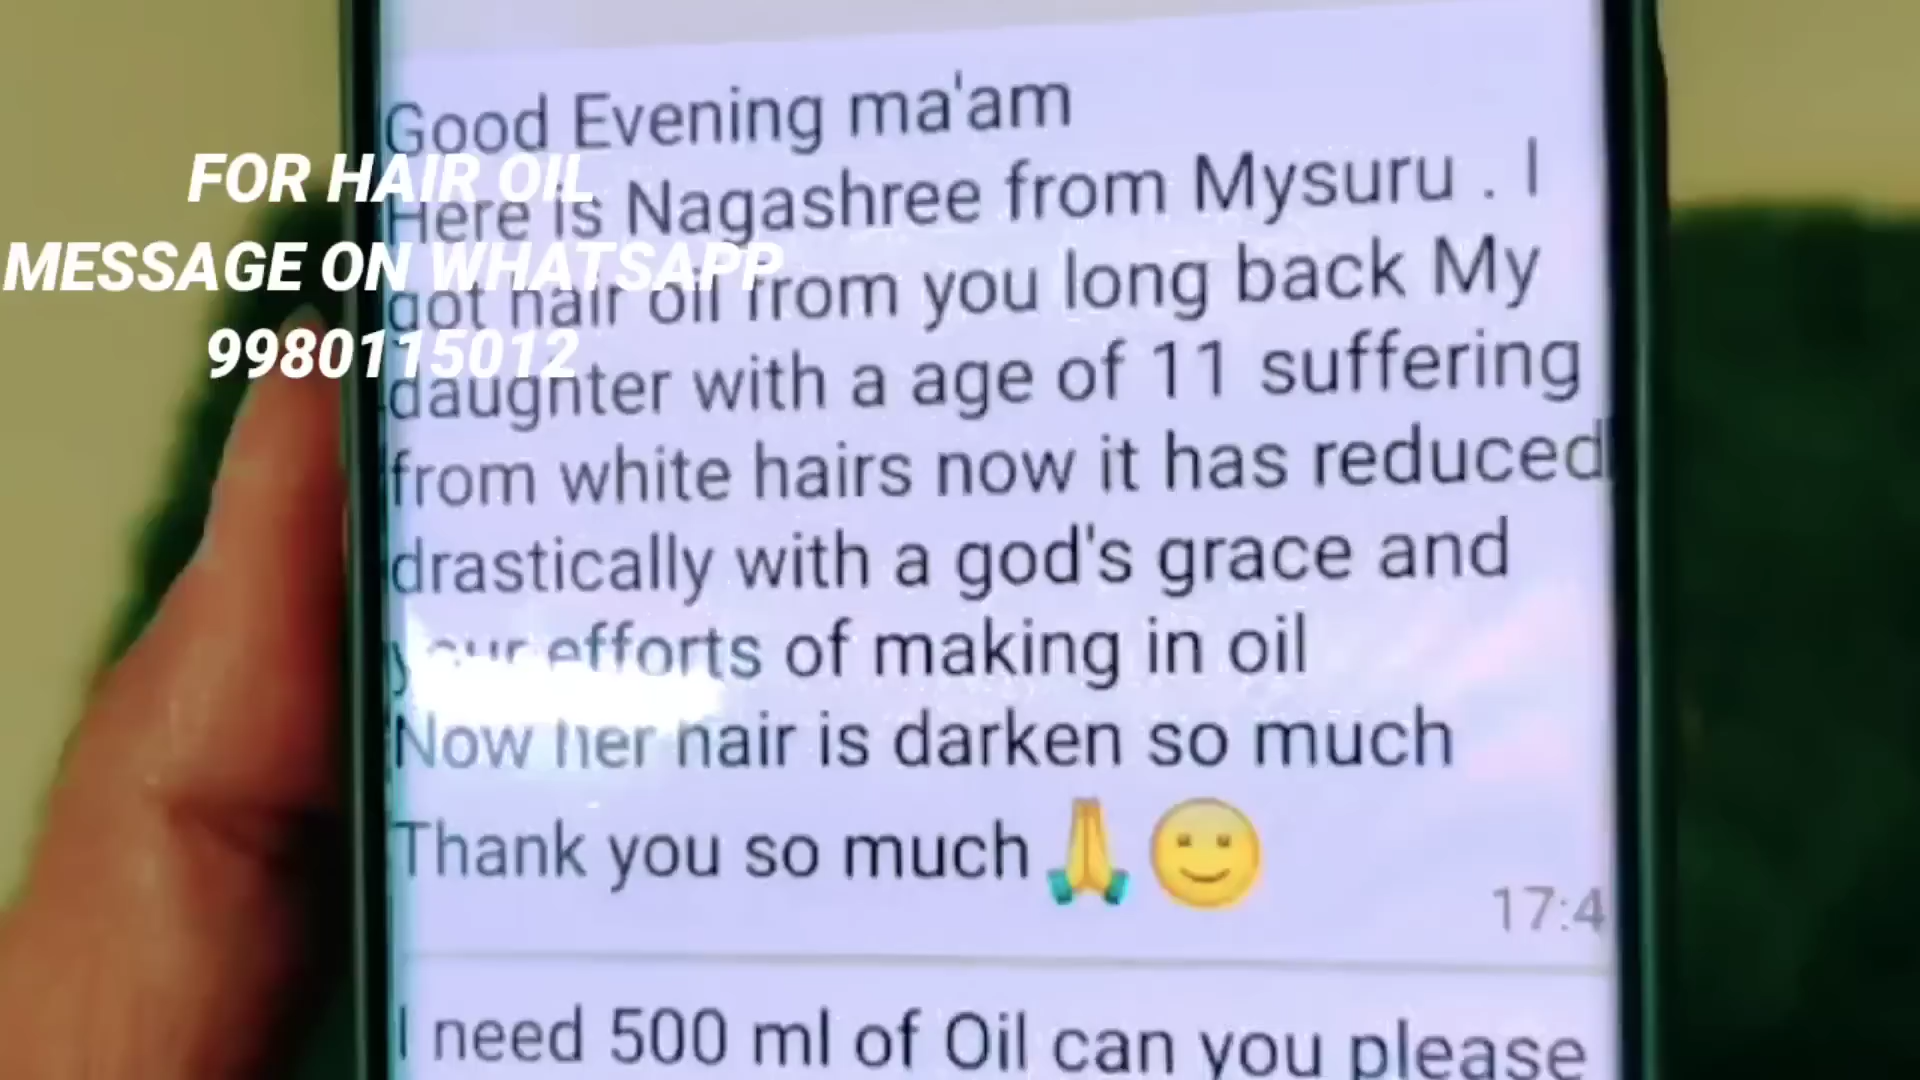 FOR HAIR OIL
MESSAGE ON WHATSAPP
9980115012
Good Evening ma'am
Here is Nagashree from Mysuru . I
got hair oil from you long back My
daughter with a age of 11 suffering
from white hairs now it has reduced
drastically with a god's grace and
your efforts of making in oil
Now her hair is darken so much
Thank you so much🙏🙂
17:4
I need 500 ml of Oil can you please